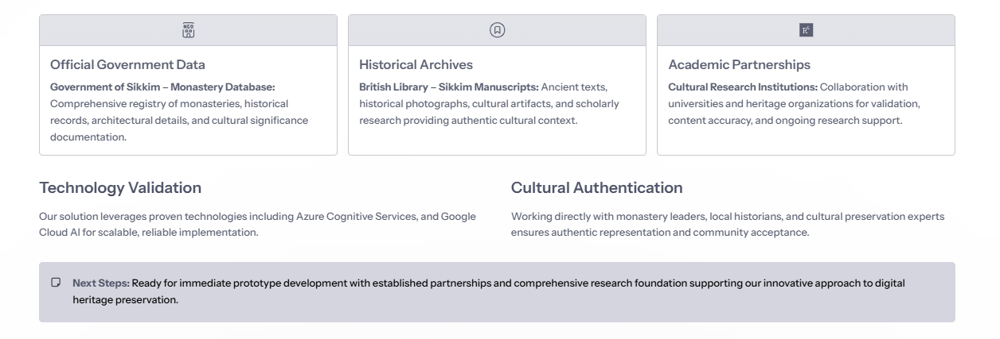 NGO
Official Government Data
Government of Sikkim – Monastery Database:
Comprehensive registry of monasteries, historical
records, architectural details, and cultural significance
documentation.
Historical Archives
British Library – Sikkim Manuscripts: Ancient texts,
historical photographs, cultural artifacts, and scholarly
research providing authentic cultural context.
RG
Academic Partnerships
Cultural Research Institutions: Collaboration with
universities and heritage organizations for validation,
content accuracy, and ongoing research support.
Technology Validation
Our solution leverages proven technologies including Azure Cognitive Services, and Google
Cloud AI for scalable, reliable implementation.
Cultural Authentication
Working directly with monastery leaders, local historians, and cultural preservation experts
ensures authentic representation and community acceptance.
Next Steps: Ready for immediate prototype development with established partnerships and comprehensive research foundation supporting our innovative approach to digital
heritage preservation.